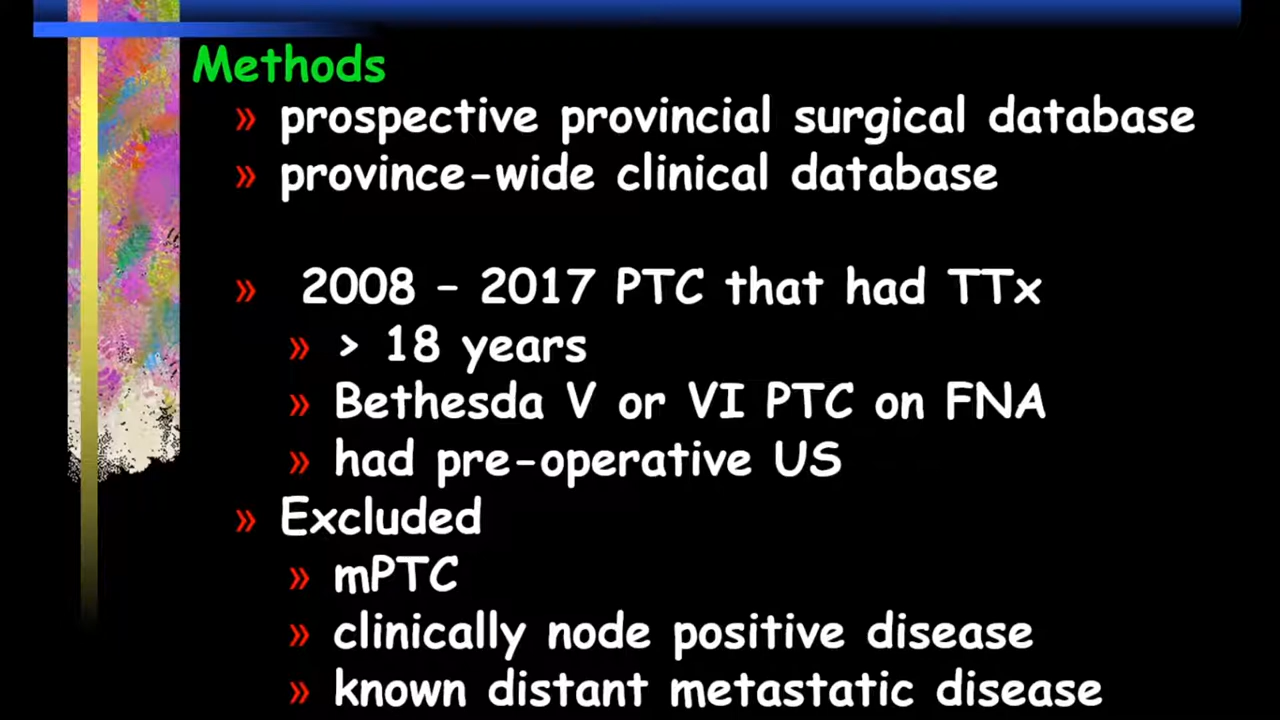 Methods
» prospective provincial surgical database
» province-wide clinical database
» 2008 – 2017 PTC that had TTx
» > 18 years
» Bethesda V or VI PTC on FNA
» had pre-operative US
» Excluded
» mPTC
» clinically node positive disease
» known distant metastatic disease